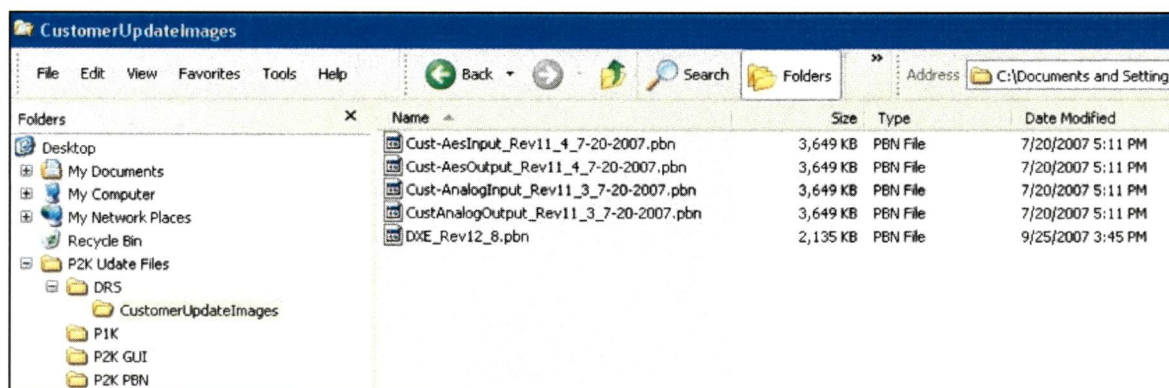 CustomerUpdateImages
File Edit View Favorites Tools Help Back Search Folders » Address C:\Documents and Setting
Folders × Name Size Type Date Modified
Desktop
My Documents
My Computer
My Network Places
Recycle Bin
P2K Udate Files
DRS
CustomerUpdateImages
P1K
P2K GUI
P2K PBN
Cust-AesInput_Rev11_4_7-20-2007.pbn 3,649 KB PBN File 7/20/2007 5:11 PM
Cust-AesOutput_Rev11_4_7-20-2007.pbn 3,649 KB PBN File 7/20/2007 5:11 PM
Cust-AnalogInput_Rev11_3_7-20-2007.pbn 3,649 KB PBN File 7/20/2007 5:11 PM
CustAnalogOutput_Rev11_3_7-20-2007.pbn 3,649 KB PBN File 7/20/2007 5:11 PM
DXE_Rev12_8.pbn 2,135 KB PBN File 9/25/2007 3:45 PM